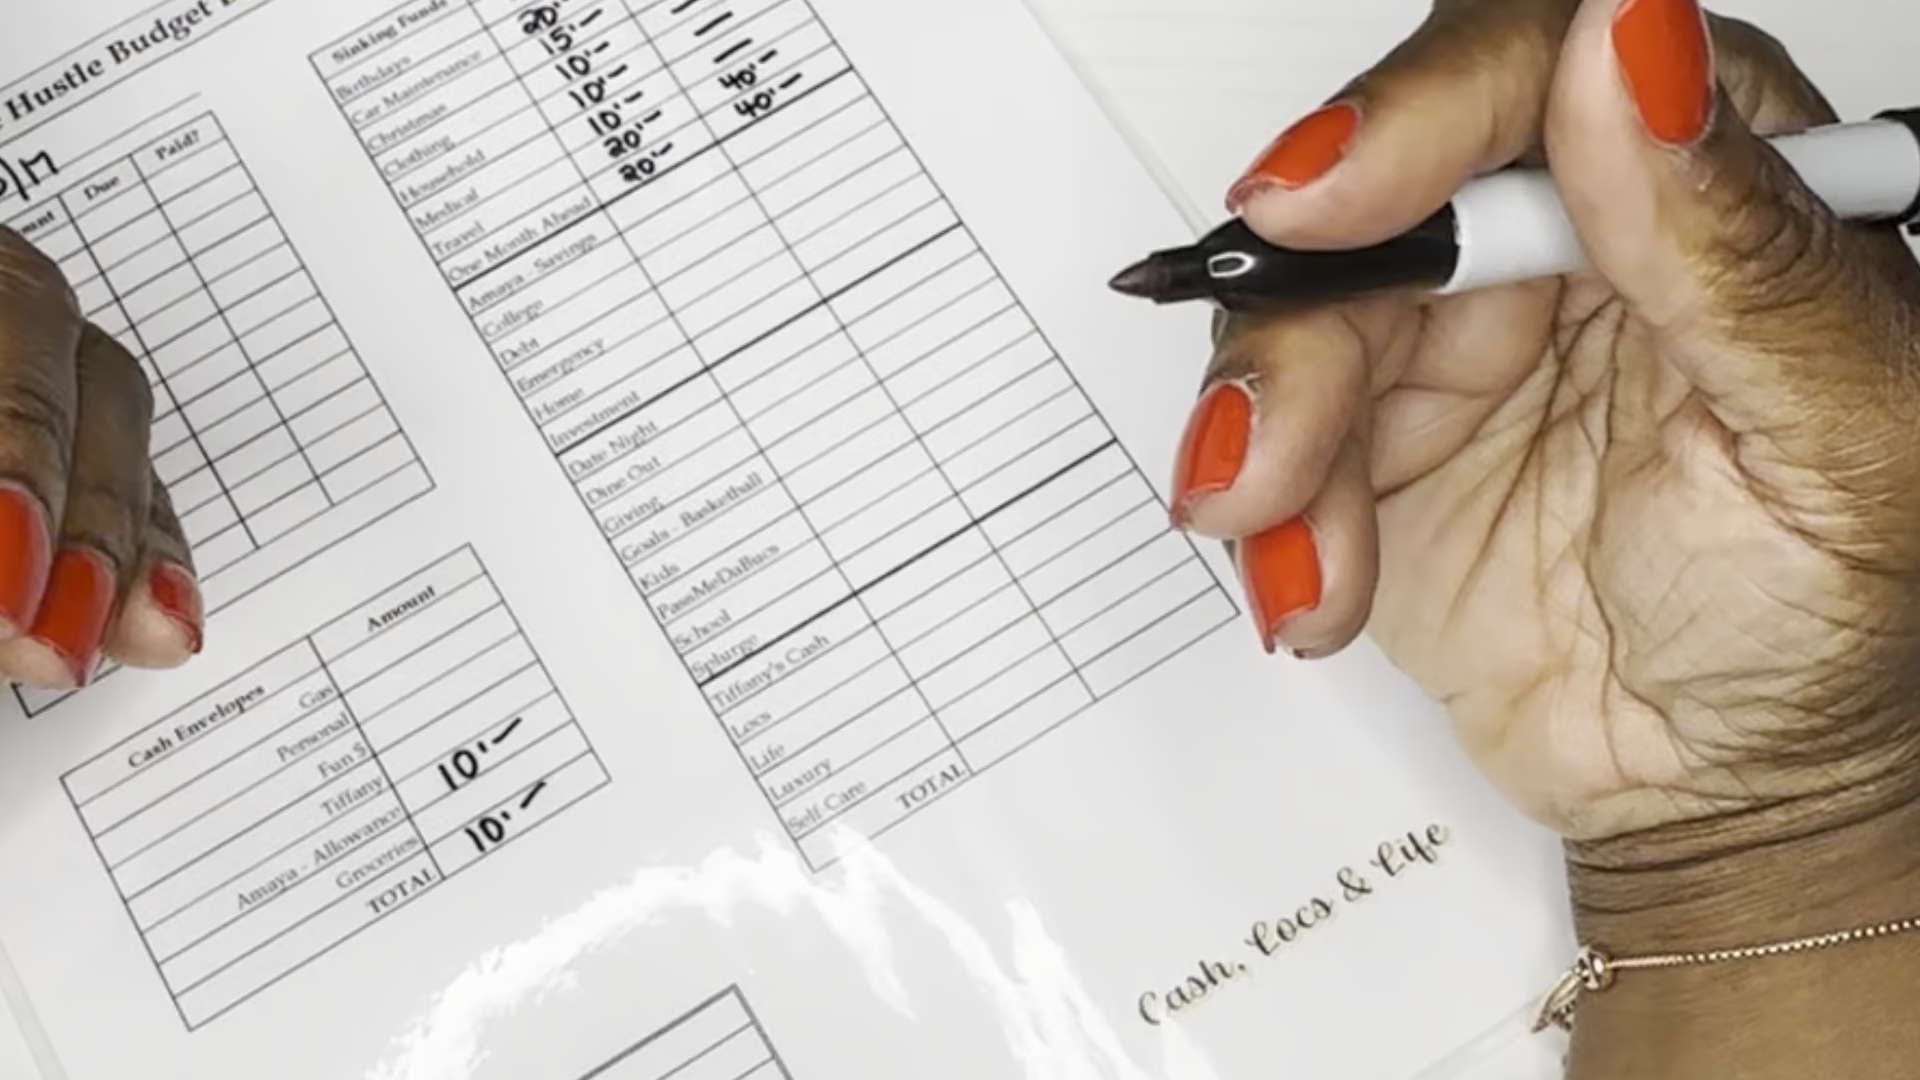 Hustle Budget
Paid?
Due
Sinking Funds
Birthdays 20.-
Car Maintenance 15.-
Christmas 10.-
Clothing 10.-
Household 10.-
Medical 20.- 40.-
Travel 20.- 40.-
One Month Ahead
Amaya - Savings
College
Debt
Emergency
Home
Investment
Date Night
Dine Out
Giving
Goals - Basketball
Kids
PassMeDaBucs
School
Splurge
Tiffany's Cash
Locs
Life
Luxury
Self-Care
TOTAL
Cash Envelopes Amount
Gas
Personal
Fun $
Tiffany
Amaya - Allowance 10.-
Groceries
TOTAL 10.-
Cash, Locs & Life